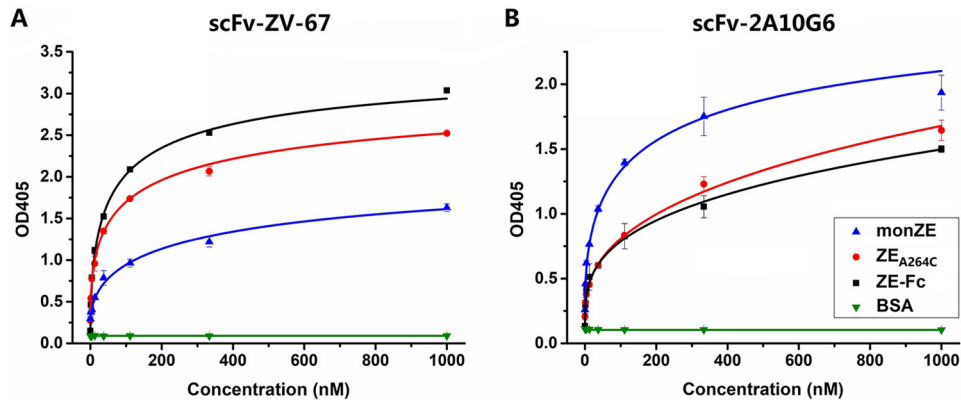 A
scFv-ZV-67
OD405
3.5
3.0
2.5
2.0
1.5
1.0
0.5
0.0
0
200
400
600
800
1000
Concentration (nM)
B
scFv-2A10G6
OD405
2.0
1.5
1.0
0.5
0.0
0
200
400
600
800
1000
Concentration (nM)
monZE
ZEA264C
ZE-Fc
BSA